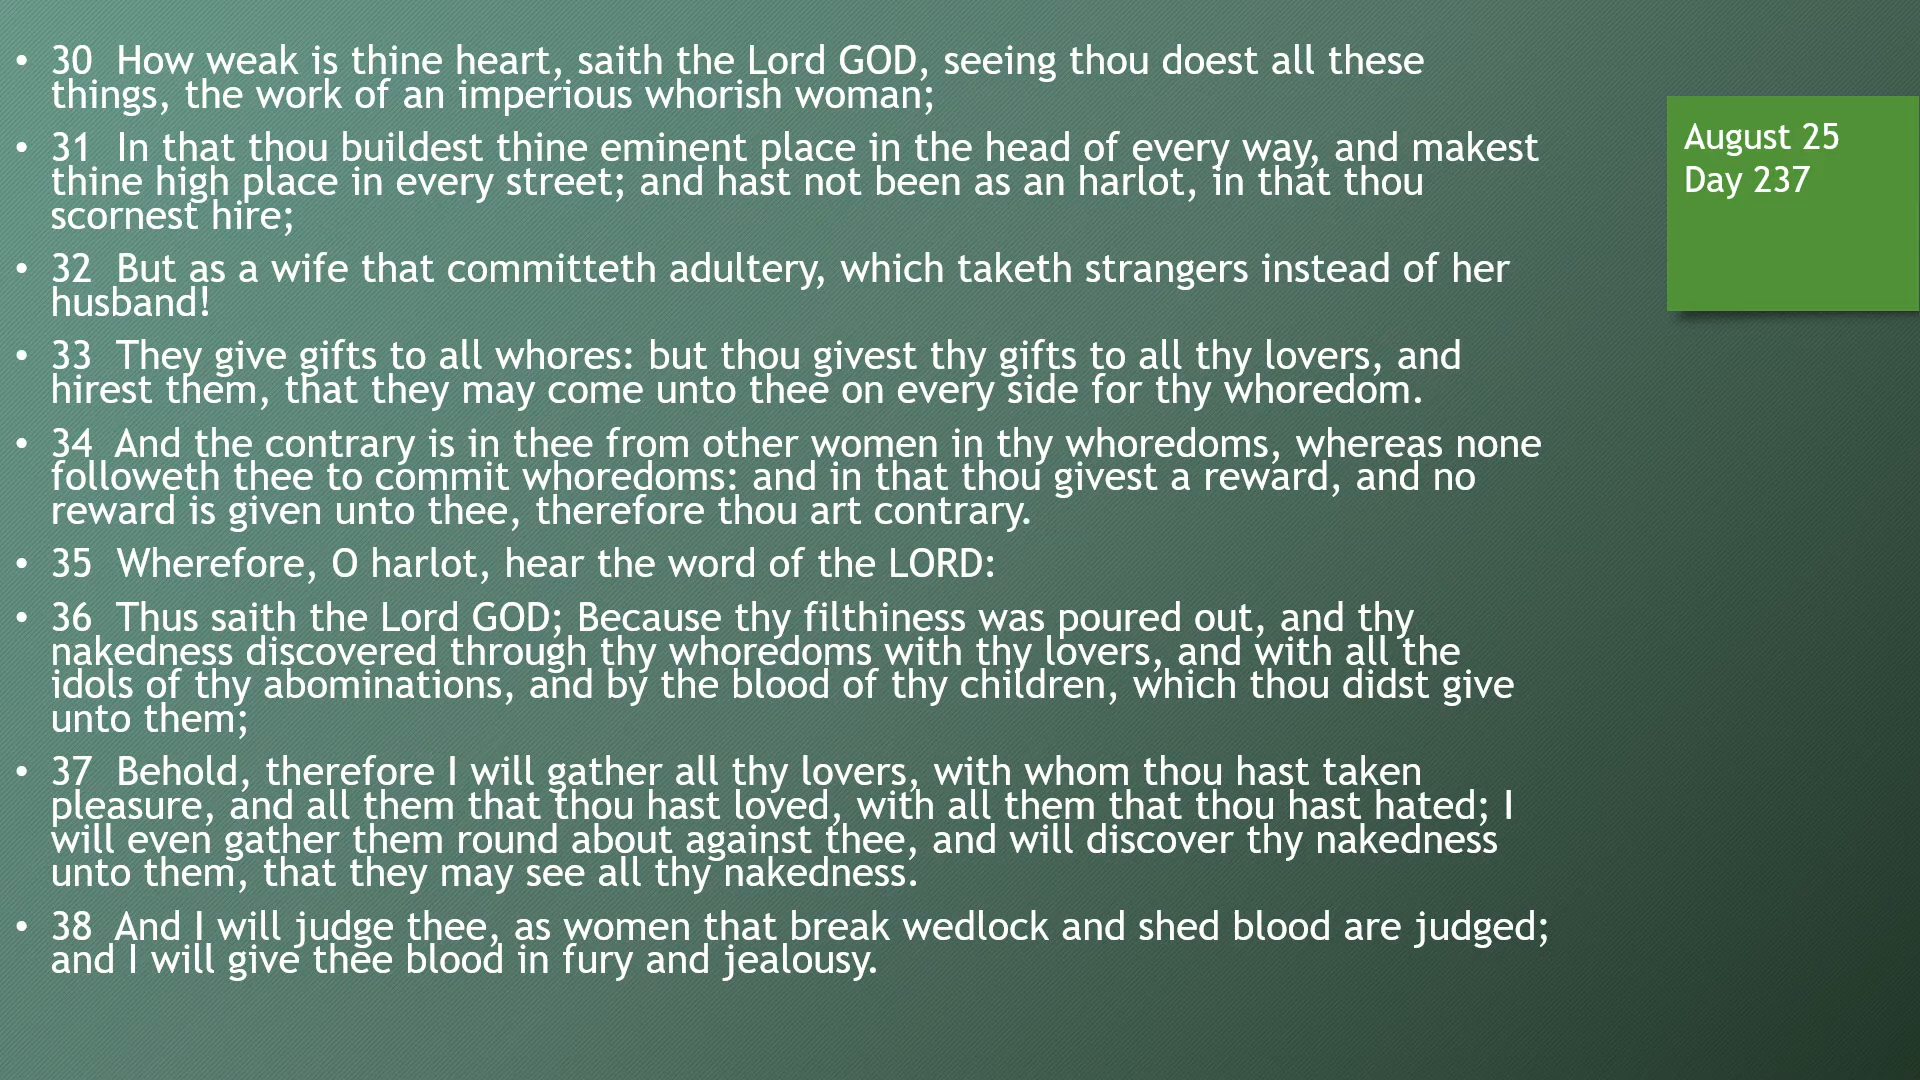 • 30  How weak is thine heart, saith the Lord GOD, seeing thou doest all these
things, the work of an imperious whorish woman;
• 31  In that thou buildest thine eminent place in the head of every way, and makest
thine high place in every street; and hast not been as an harlot, in that thou
scornest hire;
• 32  But as a wife that committeth adultery, which taketh strangers instead of her
husband!
• 33  They give gifts to all whores: but thou givest thy gifts to all thy lovers, and
hirest them, that they may come unto thee on every side for thy whoredom.
• 34  And the contrary is in thee from other women in thy whoredoms, whereas none
followeth thee to commit whoredoms: and in that thou givest a reward, and no
reward is given unto thee, therefore thou art contrary.
• 35  Wherefore, O harlot, hear the word of the LORD:
• 36  Thus saith the Lord GOD; Because thy filthiness was poured out, and thy
nakedness discovered through thy whoredoms with thy lovers, and with all the
idols of thy abominations, and by the blood of thy children, which thou didst give
unto them;
• 37  Behold, therefore I will gather all thy lovers, with whom thou hast taken
pleasure, and all them that thou hast loved, with all them that thou hast hated; I
will even gather them round about against thee, and will discover thy nakedness
unto them, that they may see all thy nakedness.
• 38  And I will judge thee, as women that break wedlock and shed blood are judged;
and I will give thee blood in fury and jealousy.
August 25
Day 237